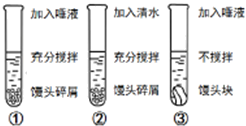 加入唾液 加入清水 加入唾液
充分搅拌 充分搅拌 不搅拌
馒头碎屑 馒头碎屑 馒头块
① ② ③